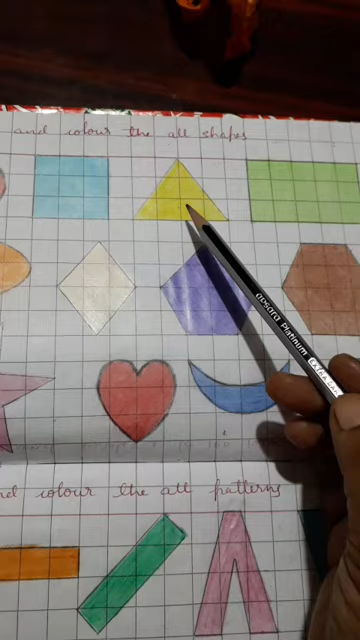 and colour the all shapes
apsara Platinum EXTRA DARK
nd colour the all patterns